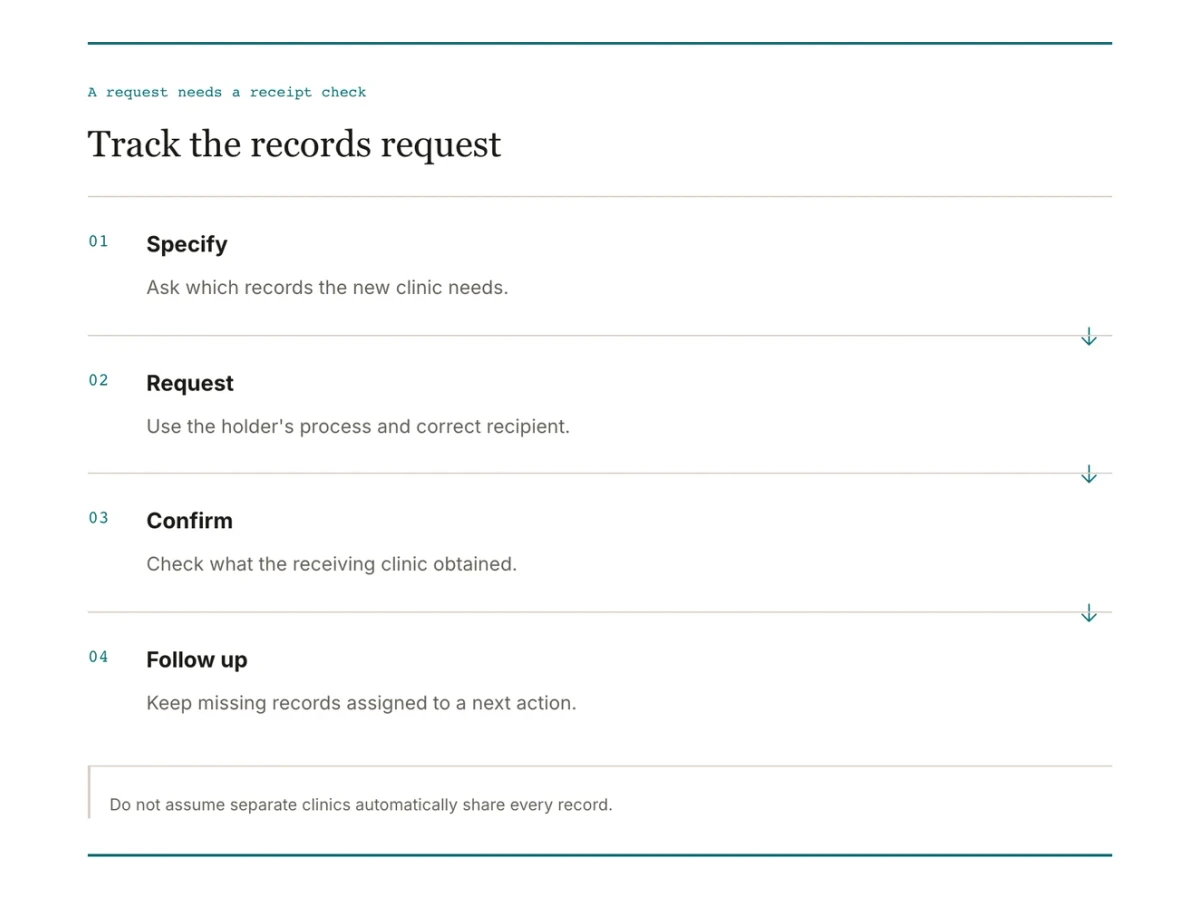 A request needs a receipt check
Track the records request
01
Specify
Ask which records the new clinic needs.
02
Request
Use the holder's process and correct recipient.
03
Confirm
Check what the receiving clinic obtained.
04
Follow up
Keep missing records assigned to a next action.
Do not assume separate clinics automatically share every record.